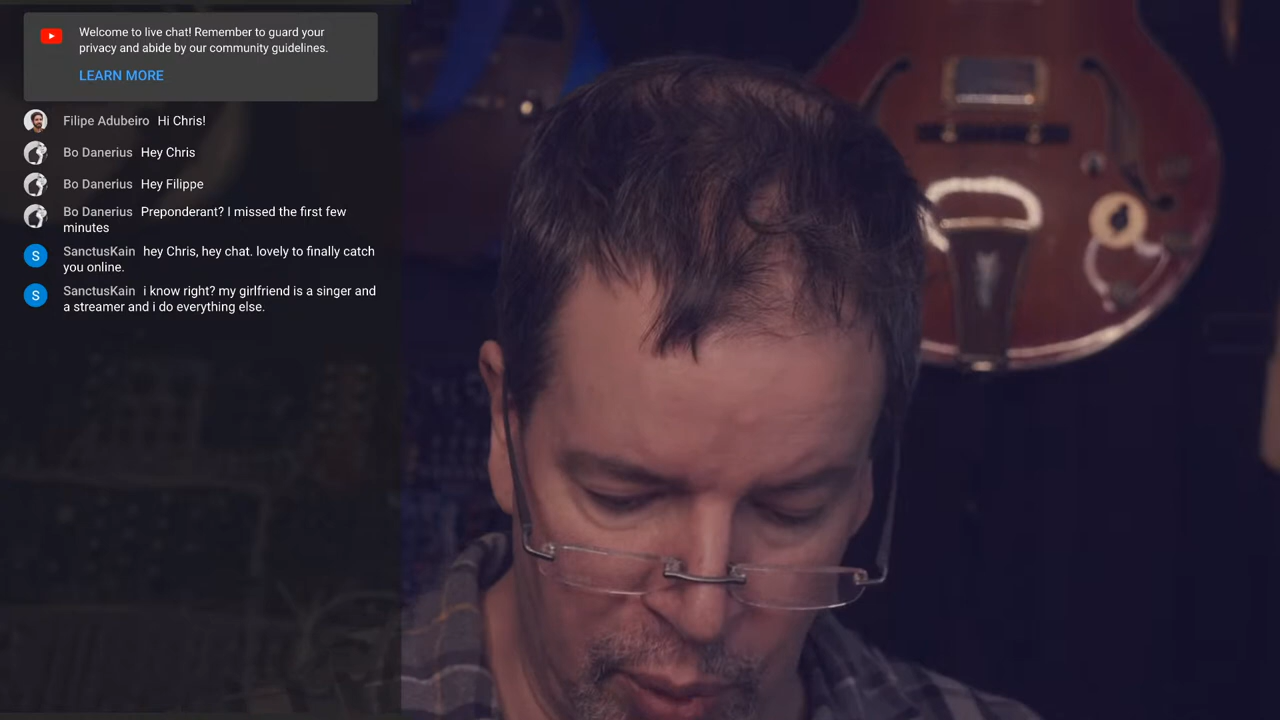 Welcome to live chat! Remember to guard your
privacy and abide by our community guidelines.
LEARN MORE
Filipe Adubeiro Hi Chris!
Bo Danerius Hey Chris
Bo Danerius Hey Filippe
Bo Danerius Preponderant? I missed the first few
minutes
S SanctusKain hey Chris, hey chat. lovely to finally catch
you online.
S SanctusKain i know right? my girlfriend is a singer and
a streamer and i do everything else.